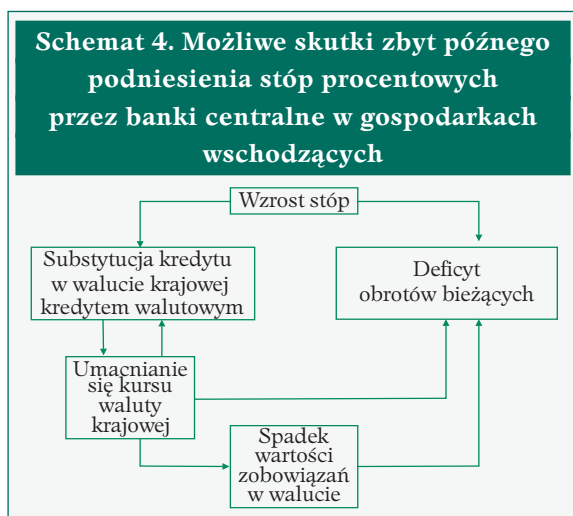 Schemat 4. Możliwe skutki zbyt późnego
podniesienia stóp procentowych
przez banki centralne w gospodarkach
wschodzących
Wzrost stóp
Substytucja kredytu
w walucie krajowej
kredytem walutowym
Deficyt
obrotów bieżących
Umacnianie
się kursu
waluty
krajowej
Spadek
wartości
zobowiązań
w walucie